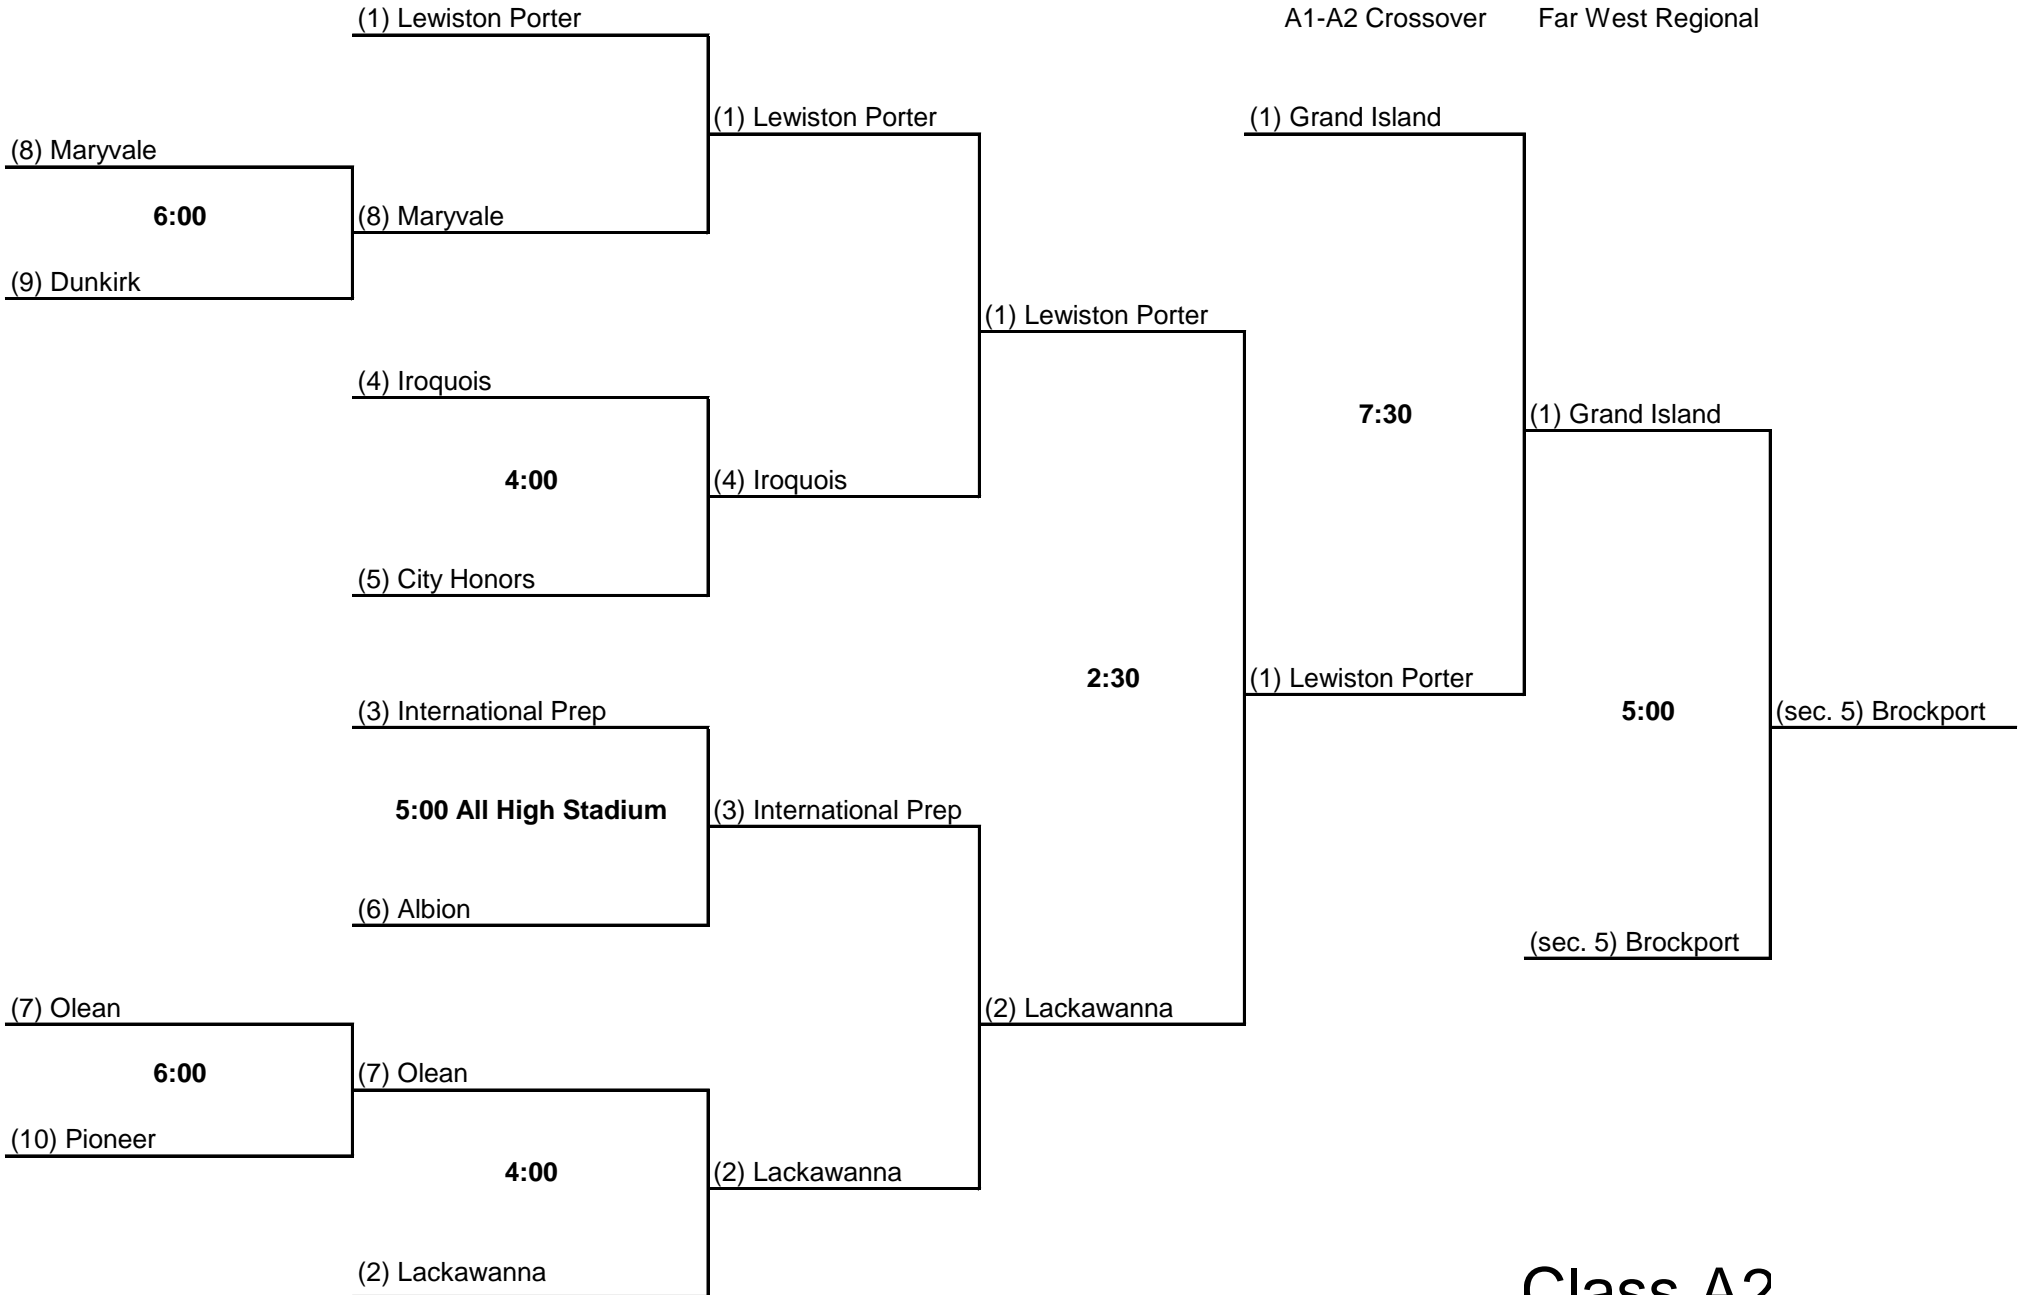 (1) Lewiston Porter
A1-A2 Crossover
Far West Regional
(1) Lewiston Porter
(1) Grand Island
(8) Maryvale
6:00
(8) Maryvale
(9) Dunkirk
(1) Lewiston Porter
(4) Iroquois
7:30
(1) Grand Island
4:00
(4) Iroquois
(5) City Honors
2:30
(1) Lewiston Porter
(3) International Prep
5:00
(sec. 5) Brockport
5:00 All High Stadium
(3) International Prep
(6) Albion
(sec. 5) Brockport
(7) Olean
(2) Lackawanna
6:00
(7) Olean
(10) Pioneer
4:00
(2) Lackawanna
(2) Lackawanna
Class A2